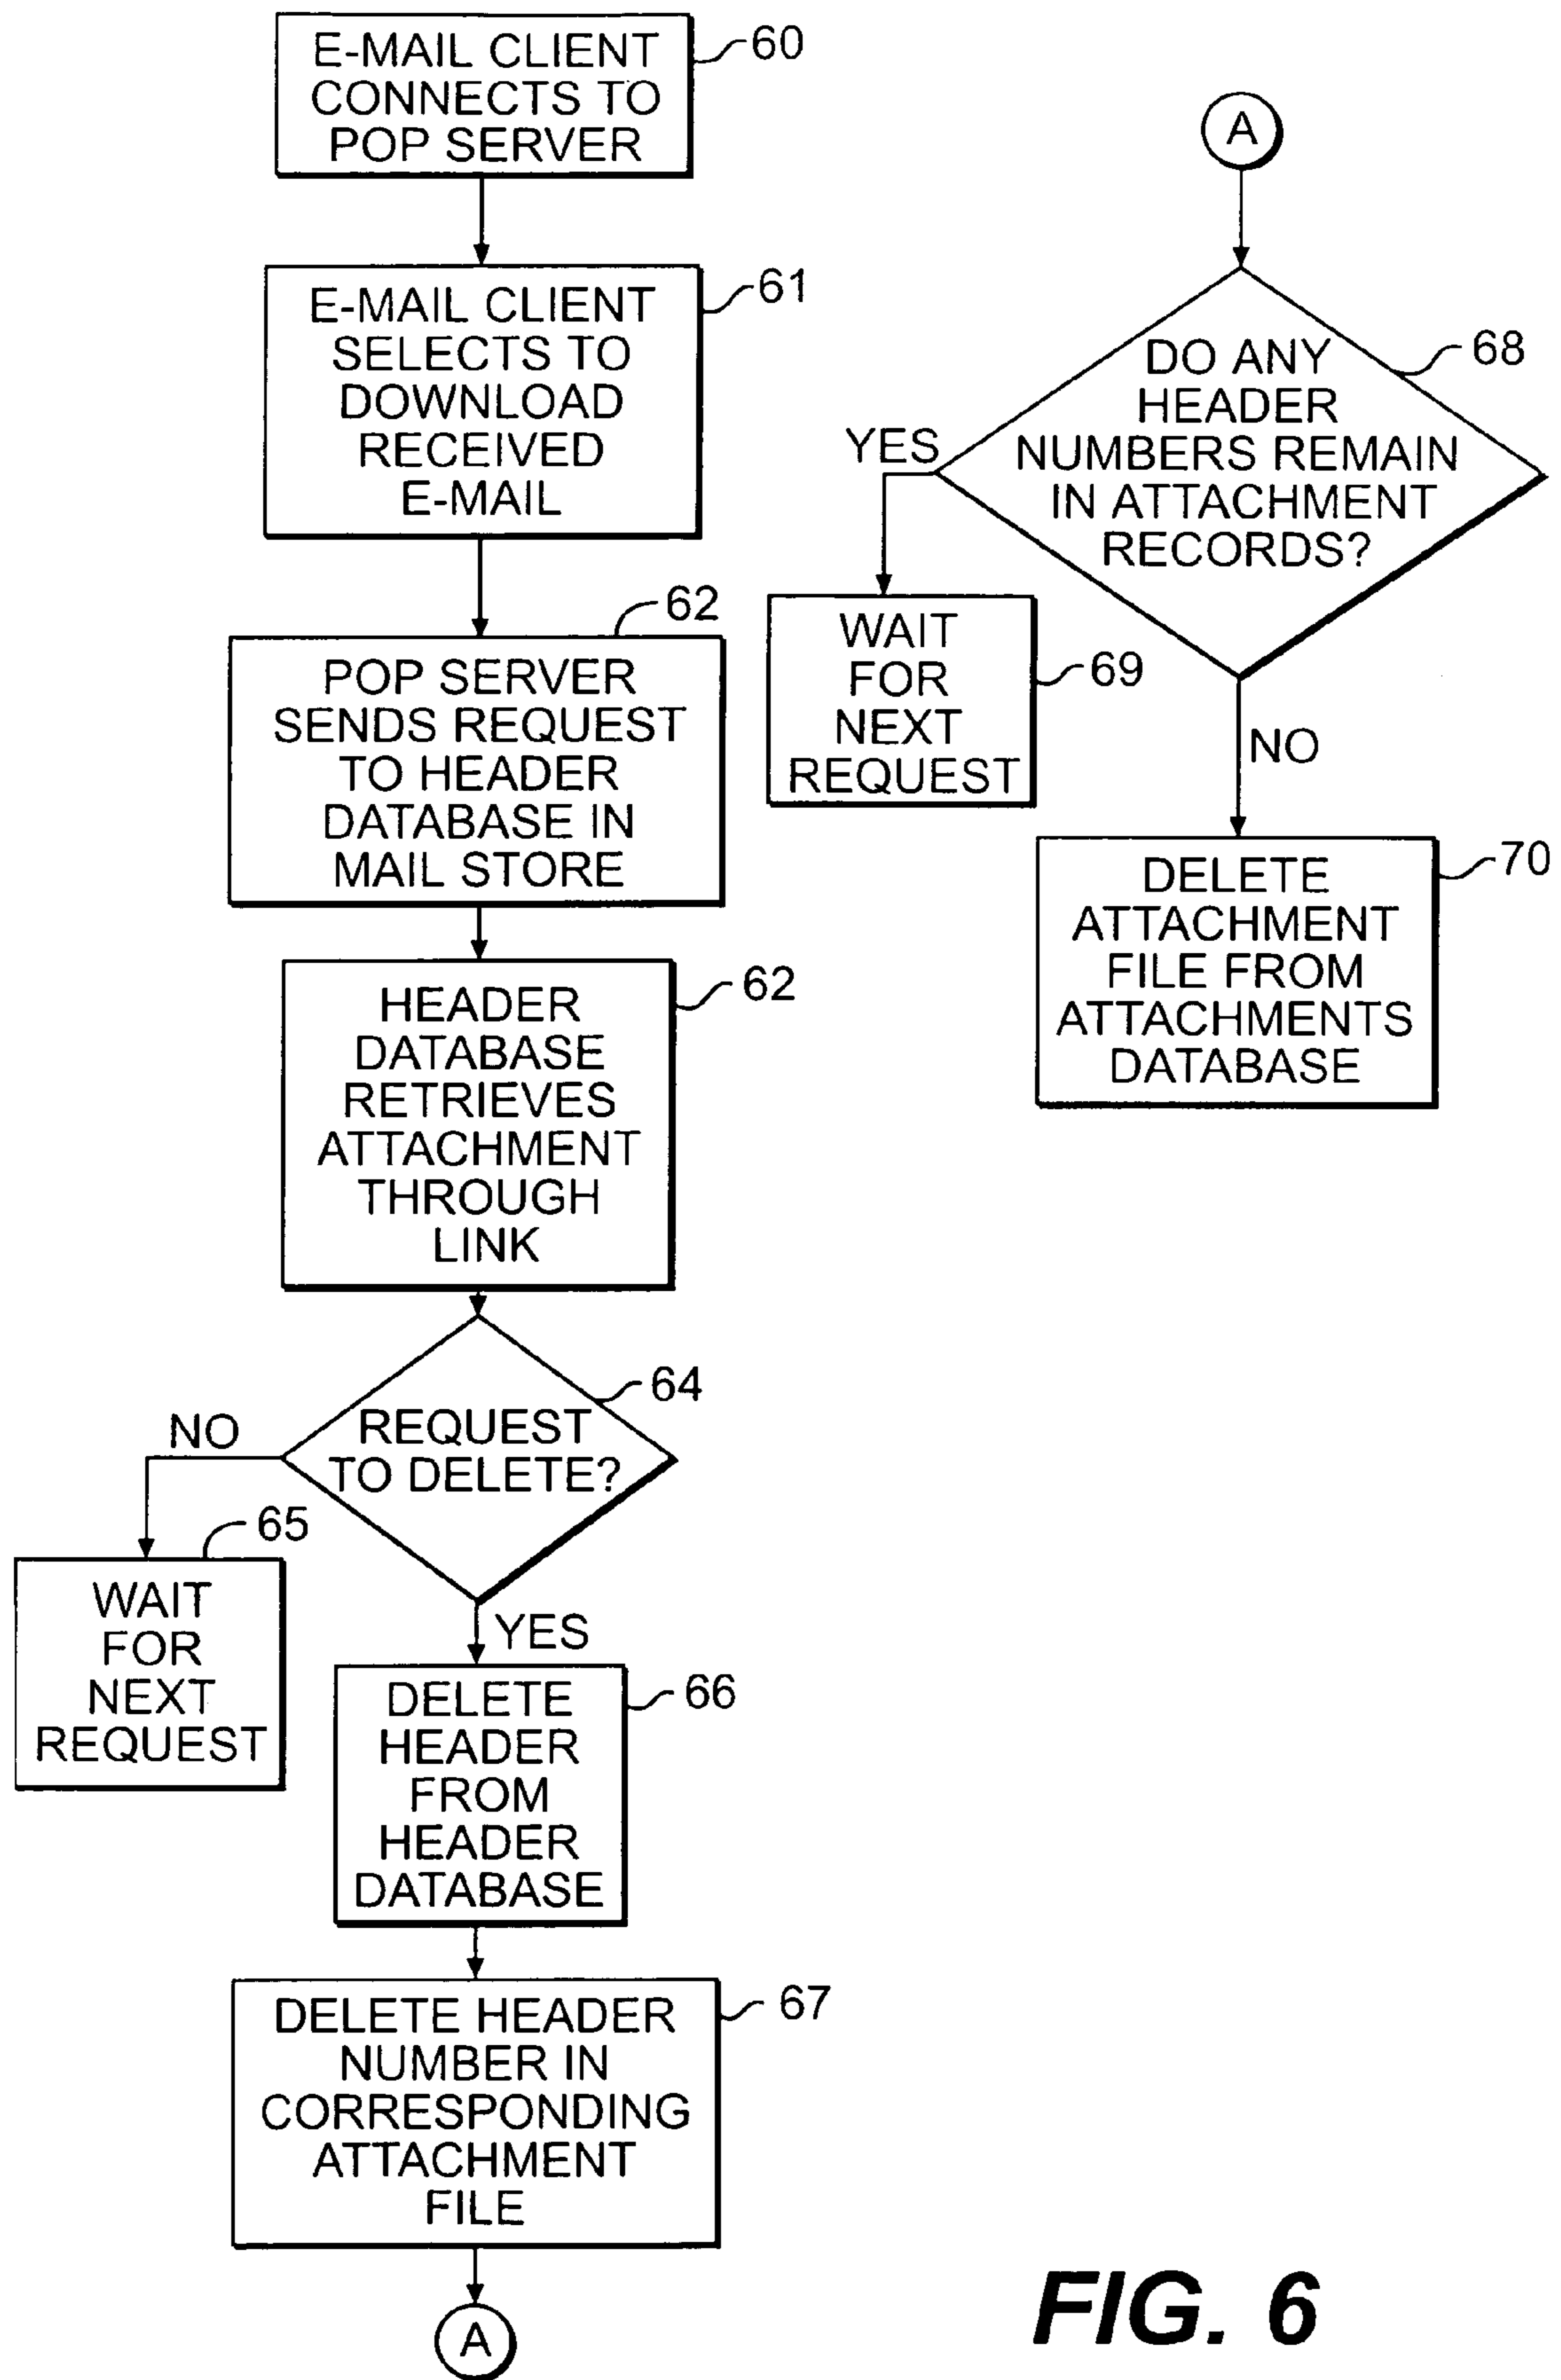 E-MAIL CLIENT
CONNECTS TO
POP SERVER
60
E-MAIL CLIENT
SELECTS TO
DOWNLOAD
RECEIVED
E-MAIL
61
POP SERVER
SENDS REQUEST
TO HEADER
DATABASE IN
MAIL STORE
62
HEADER
DATABASE
RETRIEVES
ATTACHMENT
THROUGH
LINK
62
REQUEST
TO DELETE?
64
NO
65
WAIT
FOR
NEXT
REQUEST
YES
DELETE
HEADER
FROM
HEADER
DATABASE
66
DELETE HEADER
NUMBER IN
CORRESPONDING
ATTACHMENT
FILE
67
A
A
DO ANY
HEADER
NUMBERS REMAIN
IN ATTACHMENT
RECORDS?
68
YES
WAIT
FOR
NEXT
REQUEST
69
NO
DELETE
ATTACHMENT
FILE FROM
ATTACHMENTS
DATABASE
70
FIG. 6